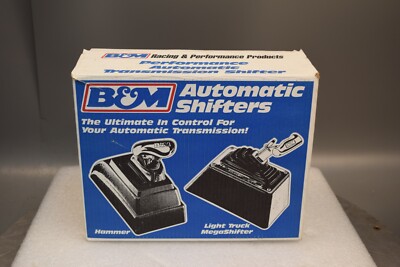 B&M Racing & Performance Products
Performance
Automatic
Transmission Shifter
B&M Automatic
Shifters
The Ultimate In Control For
Your Automatic Transmission!
Hammer
Light Truck
MegaShifter